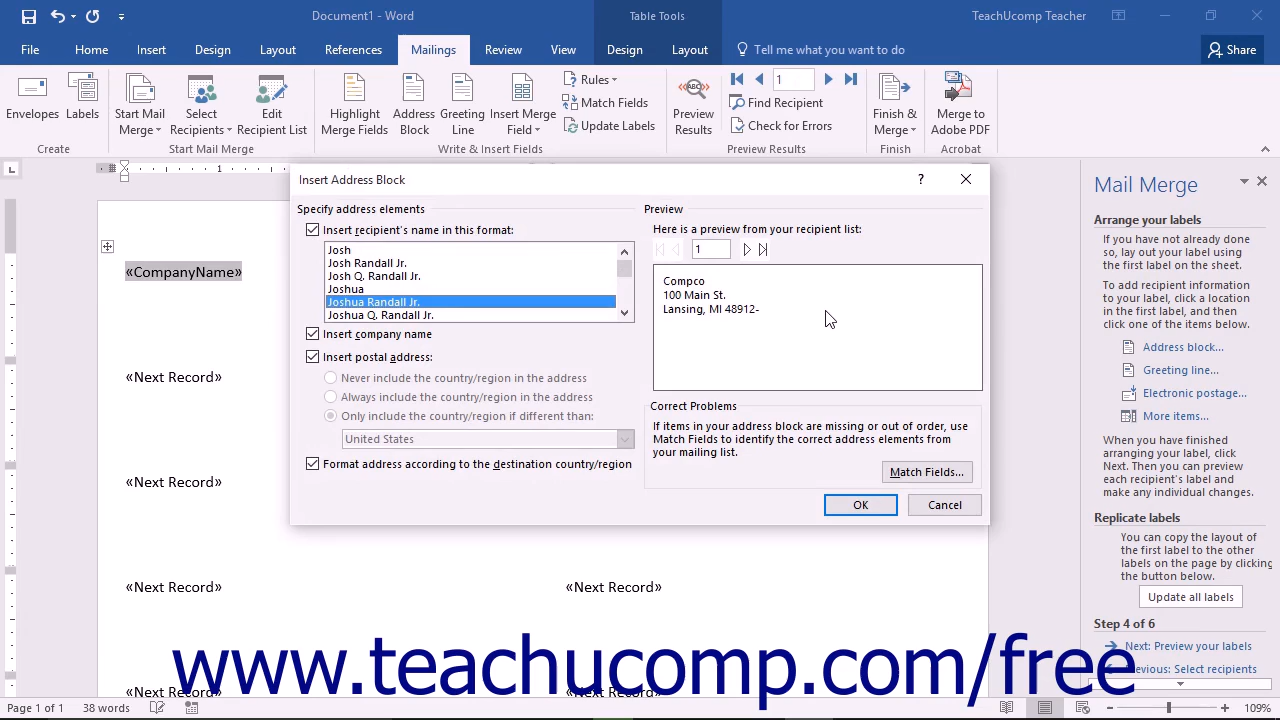 Document1 - Word
Table Tools
TeachUcomp Teacher
File Home Insert Design Layout References Mailings Review View Design Layout Tell me what you want to do Share
Envelopes Labels
Create
Start Mail Merge
Select Recipients
Edit Recipient List
Start Mail Merge
Highlight Merge Fields
Address Block
Greeting Line
Insert Merge Field
Rules
Match Fields
Update Labels
Write & Insert Fields
ABC
Preview Results
1
Find Recipient
Check for Errors
Preview Results
Finish & Merge
Finish
Merge to Adobe PDF
Acrobat
L
1
«CompanyName»
«Next Record»
«Next Record»
«Next Record» «Next Record»
«Next Record» «Next Record»
Insert Address Block
?
Specify address elements
Insert recipient's name in this format:
Josh
Josh Randall Jr.
Josh Q. Randall Jr.
Joshua
Joshua Randall Jr.
Joshua Q. Randall Jr.
Insert company name
Insert postal address:
Never include the country/region in the address
Always include the country/region in the address
Only include the country/region if different than:
United States
Format address according to the destination country/region
Preview
Here is a preview from your recipient list:
1
Compco
100 Main St.
Lansing, MI 48912-
Correct Problems
If items in your address block are missing or out of order, use
Match Fields to identify the correct address elements from
your mailing list.
Match Fields...
OK Cancel
Mail Merge
Arrange your labels
If you have not already done
so, lay out your label using
the first label on the sheet.
To add recipient information
to your label, click a location
in the first label, and then
click one of the items below.
Address block...
Greeting line...
Electronic postage...
More items...
When you have finished
arranging your label, click
Next. Then you can preview
each recipient's label and
make any individual changes.
Replicate labels
You can copy the layout of
the first label to the other
labels on the page by clicking
the button below.
Update all labels
Step 4 of 6
Next: Preview your labels
Previous: Select recipients
www.teachucomp.com/free
Page 1 of 1 38 words 109%